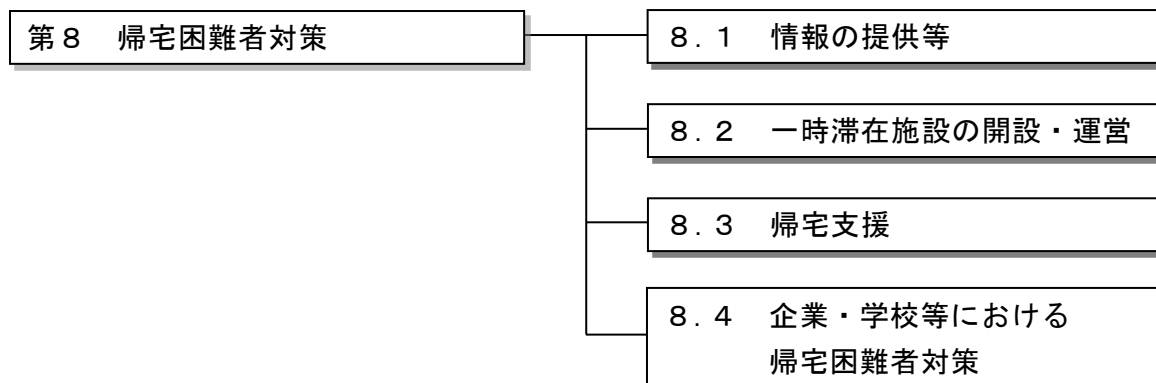 第８　帰宅困難者対策
８.１　情報の提供等
８.２　一時滞在施設の開設・運営
８.３　帰宅支援
８.４　企業・学校等における
帰宅困難者対策